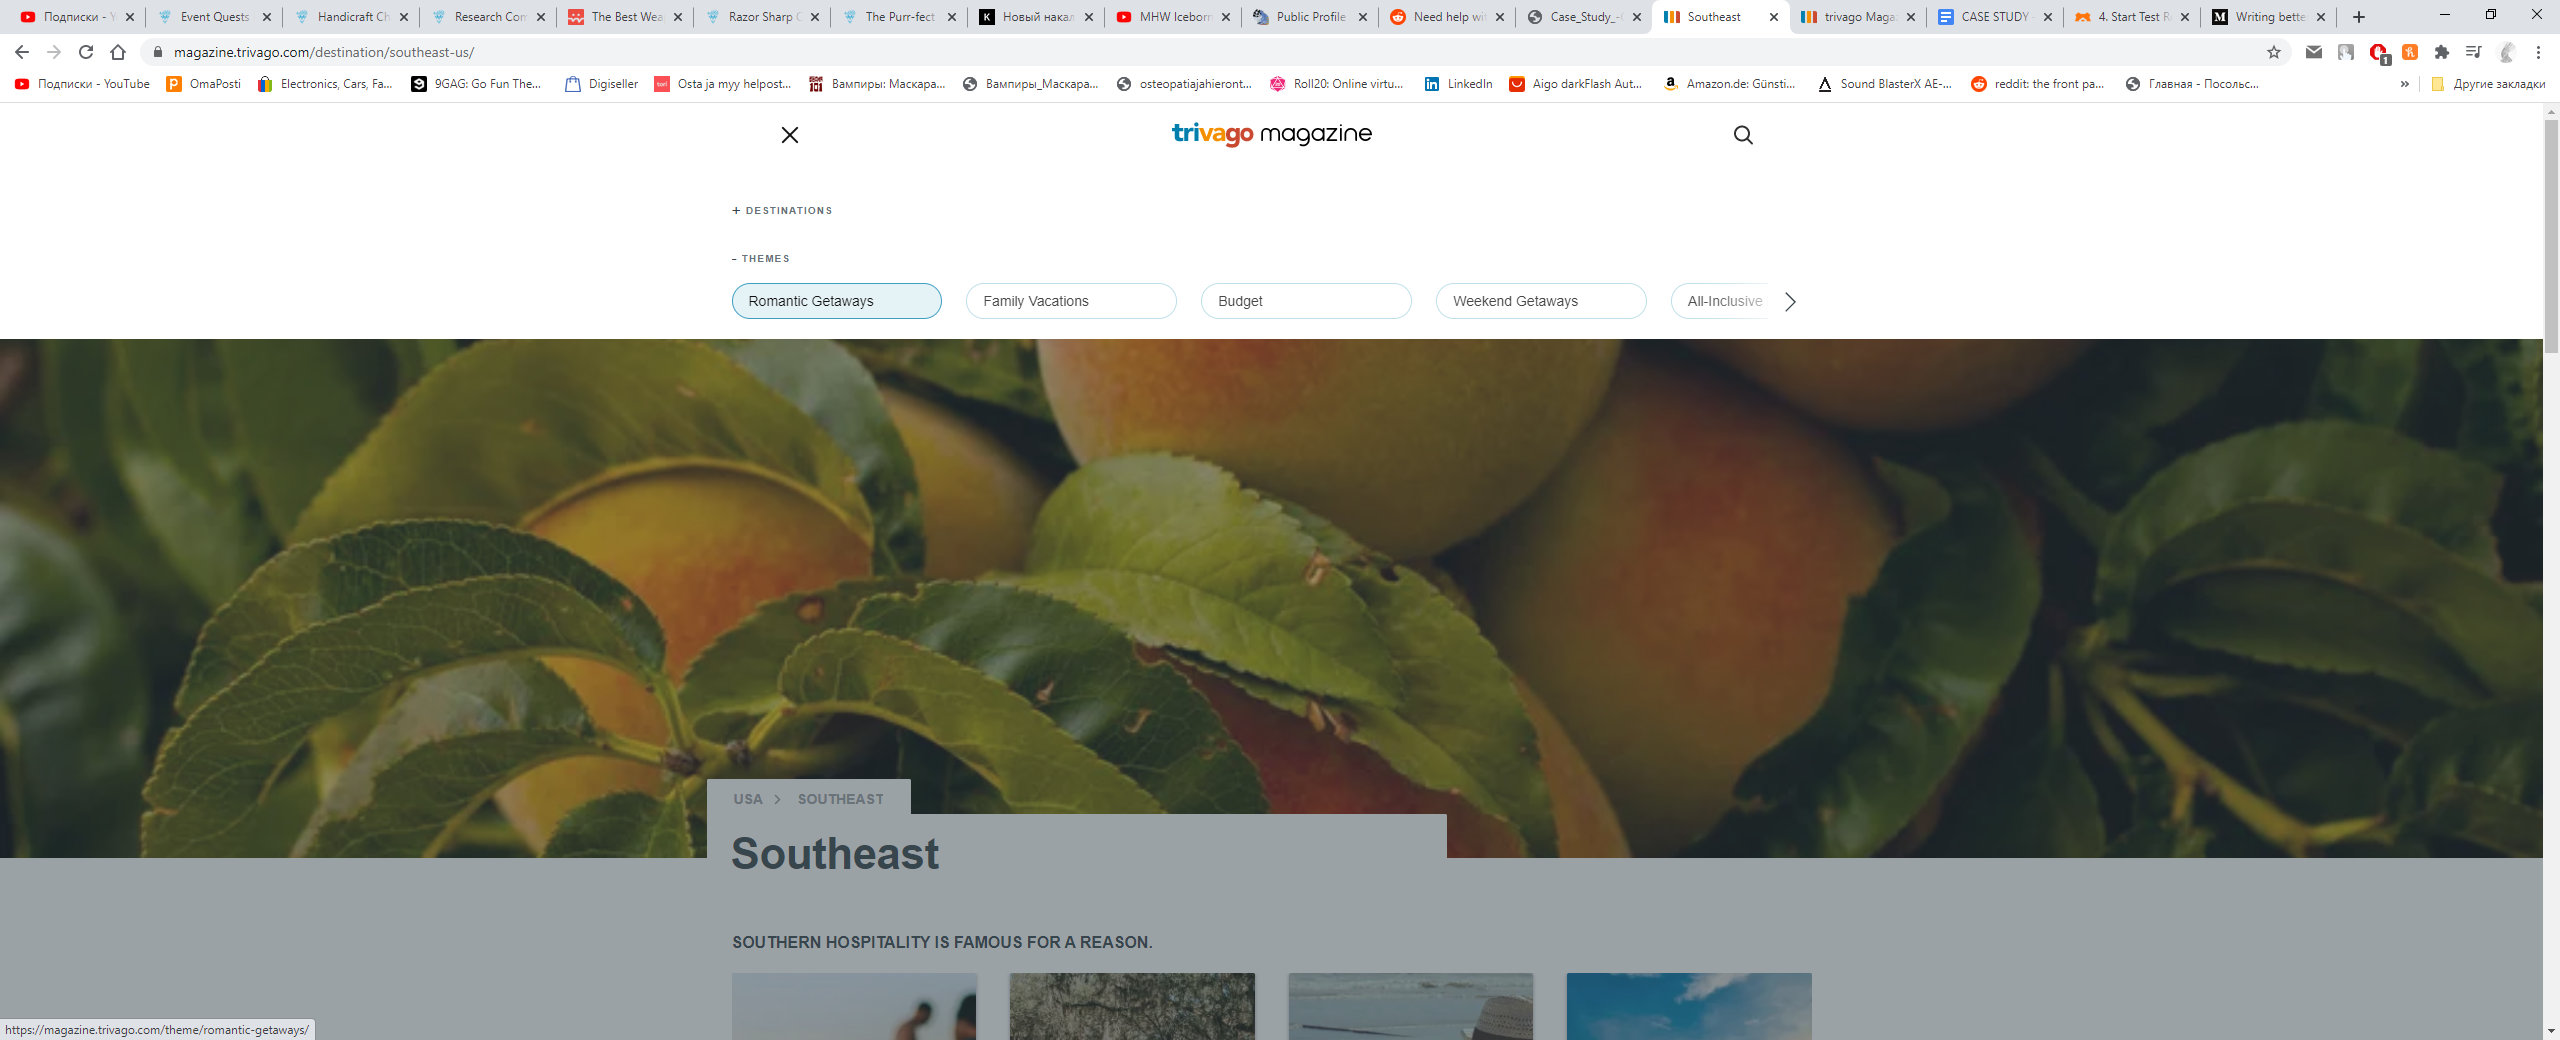 Подписки - Y Event Quests Handicraft Ch Research Com The Best Wea Razor Sharp C The Purr-fect Новый накал MHW Iceborn Public Profile Need help wit Case_Study_- Southeast trivago Maga CASE STUDY - 4. Start Test R Writing bette
magazine.trivago.com/destination/southeast-us/
1
Подписки - YouTube OmaPosti Electronics, Cars, Fa... 9GAG: Go Fun The... Digiseller Osta ja myy helpost... Вампиры: Маскара... Вампиры_Маскара... osteopatiajahieront... Roll20: Online virtu... LinkedIn Aigo darkFlash Aut... Amazon.de: Günsti... Sound BlasterX AE-... reddit: the front pa... Главная - Посольс... » Другие закладки
trivago magazine
+ DESTINATIONS
– THEMES
Romantic Getaways Family Vacations Budget Weekend Getaways All-Inclusive
USA > SOUTHEAST
Southeast
SOUTHERN HOSPITALITY IS FAMOUS FOR A REASON.
https://magazine.trivago.com/theme/romantic-getaways/